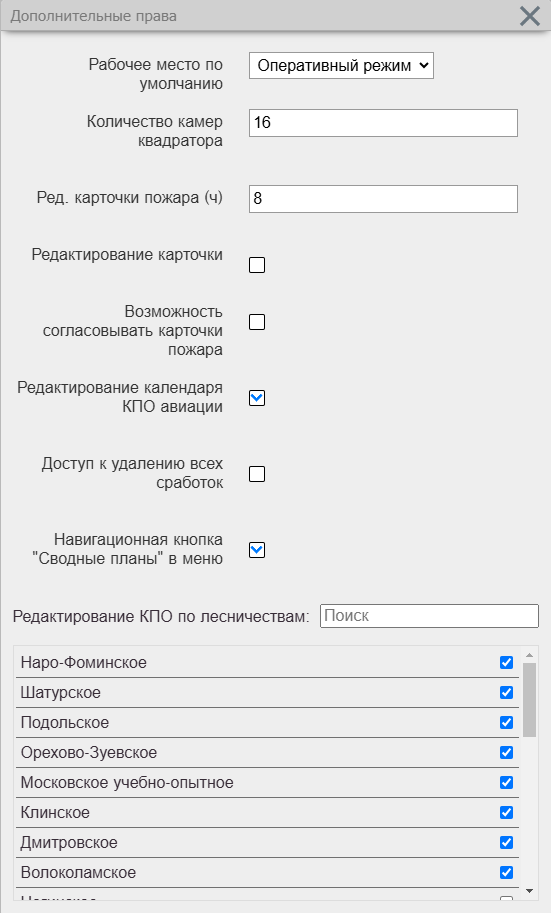 Дополнительные права
Рабочее место по
умолчанию
Оперативный режим
Количество камер
квадратора
16
Ред. карточки пожара (ч)
8
Редактирование карточки
Возможность
согласовывать карточки
пожара
Редактирование календаря
КПО авиации
Доступ к удалению всех
сработок
Навигационная кнопка
"Сводные планы" в меню
Редактирование КПО по лесничествам:
Поиск
Наро-Фоминское
Шатурское
Подольское
Орехово-Зуевское
Московское учебно-опытное
Клинское
Дмитровское
Волоколамское